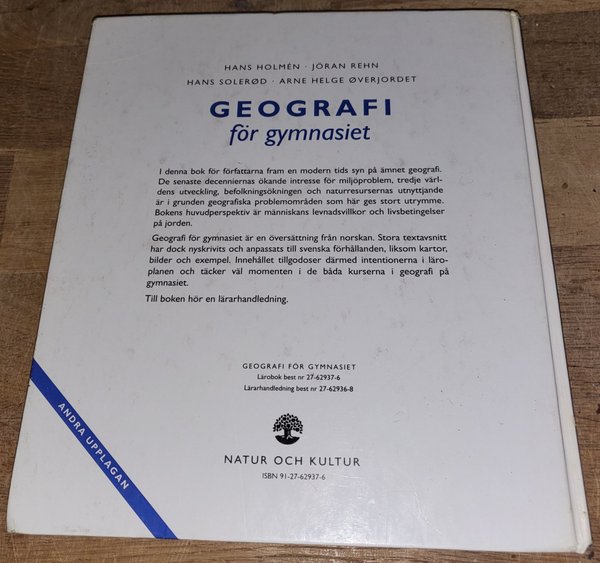 HANS HOLMÉN · JÖRAN REHN
HANS SOLERØD · ARNE HELGE ØVERJORDET
GEOGRAFI
för gymnasiet
I denna bok för författarna fram en modern tids syn på ämnet geografi.
De senaste decenniernas ökande intresse för miljöproblem, tredje värl-
dens utveckling, befolkningsökningen och naturresursernas utnyttjande
är i grunden geografiska problemområden som här ges stort utrymme.
Bokens huvudperspektiv är människans levnadsvillkor och livsbetingelser
på jorden.
Geografi för gymnasiet är en översättning från norskan. Stora textavsnitt
har dock nyskrivits och anpassats till svenska förhållanden, liksom kartor,
bilder och exempel. Innehållet tillgodoser därmed intentionerna i läro-
planen och täcker väl momenten i de båda kurserna i geografi på
gymnasiet.
Till boken hör en lärarhandledning.
GEOGRAFI FÖR GYMNASIET
Lärobok best nr 27-62937-6
Lärarhandledning best nr 27-62936-8
ANDRA UPPLAGAN
NATUR OCH KULTUR
ISBN 91-27-62937-6